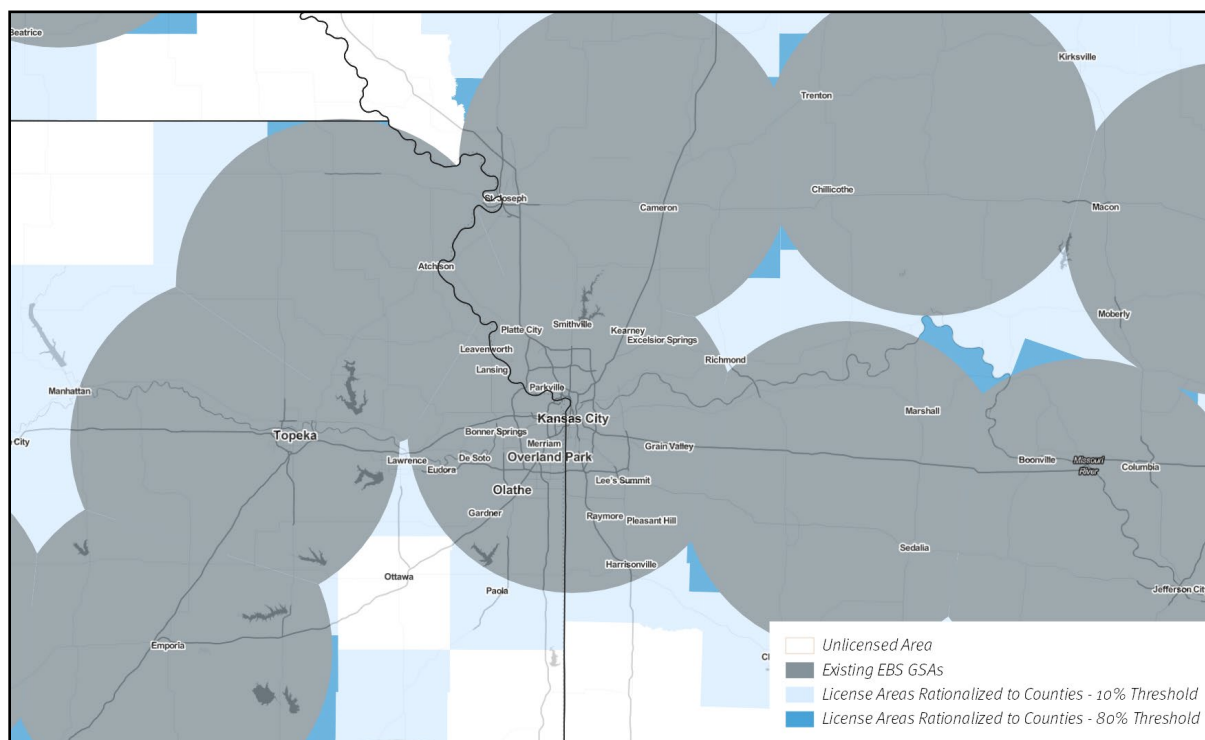 Beatrice
Kirksville
Trenton
Chillicothe
St. Joseph
Cameron
Macon
Atchison
Moberly
Platte City
Smithville
Kearney
Excelsior Springs
Leavenworth
Richmond
Lansing
Manhattan
Parkville
Kansas City
Marshall
Topeka
Bonner Springs
Merriam
Grain Valley
City
Lawrence
De Soto
Overland Park
Boonville
Missouri
River
Columbia
Eudora
Olathe
Lee's Summit
Gardner
Raymore
Pleasant Hill
Sedalia
Harrisonville
Ottawa
Paola
Jefferson City
Emporia
Unlicensed Area
Existing EBS GSAs
License Areas Rationalized to Counties - 10% Threshold
License Areas Rationalized to Counties - 80% Threshold